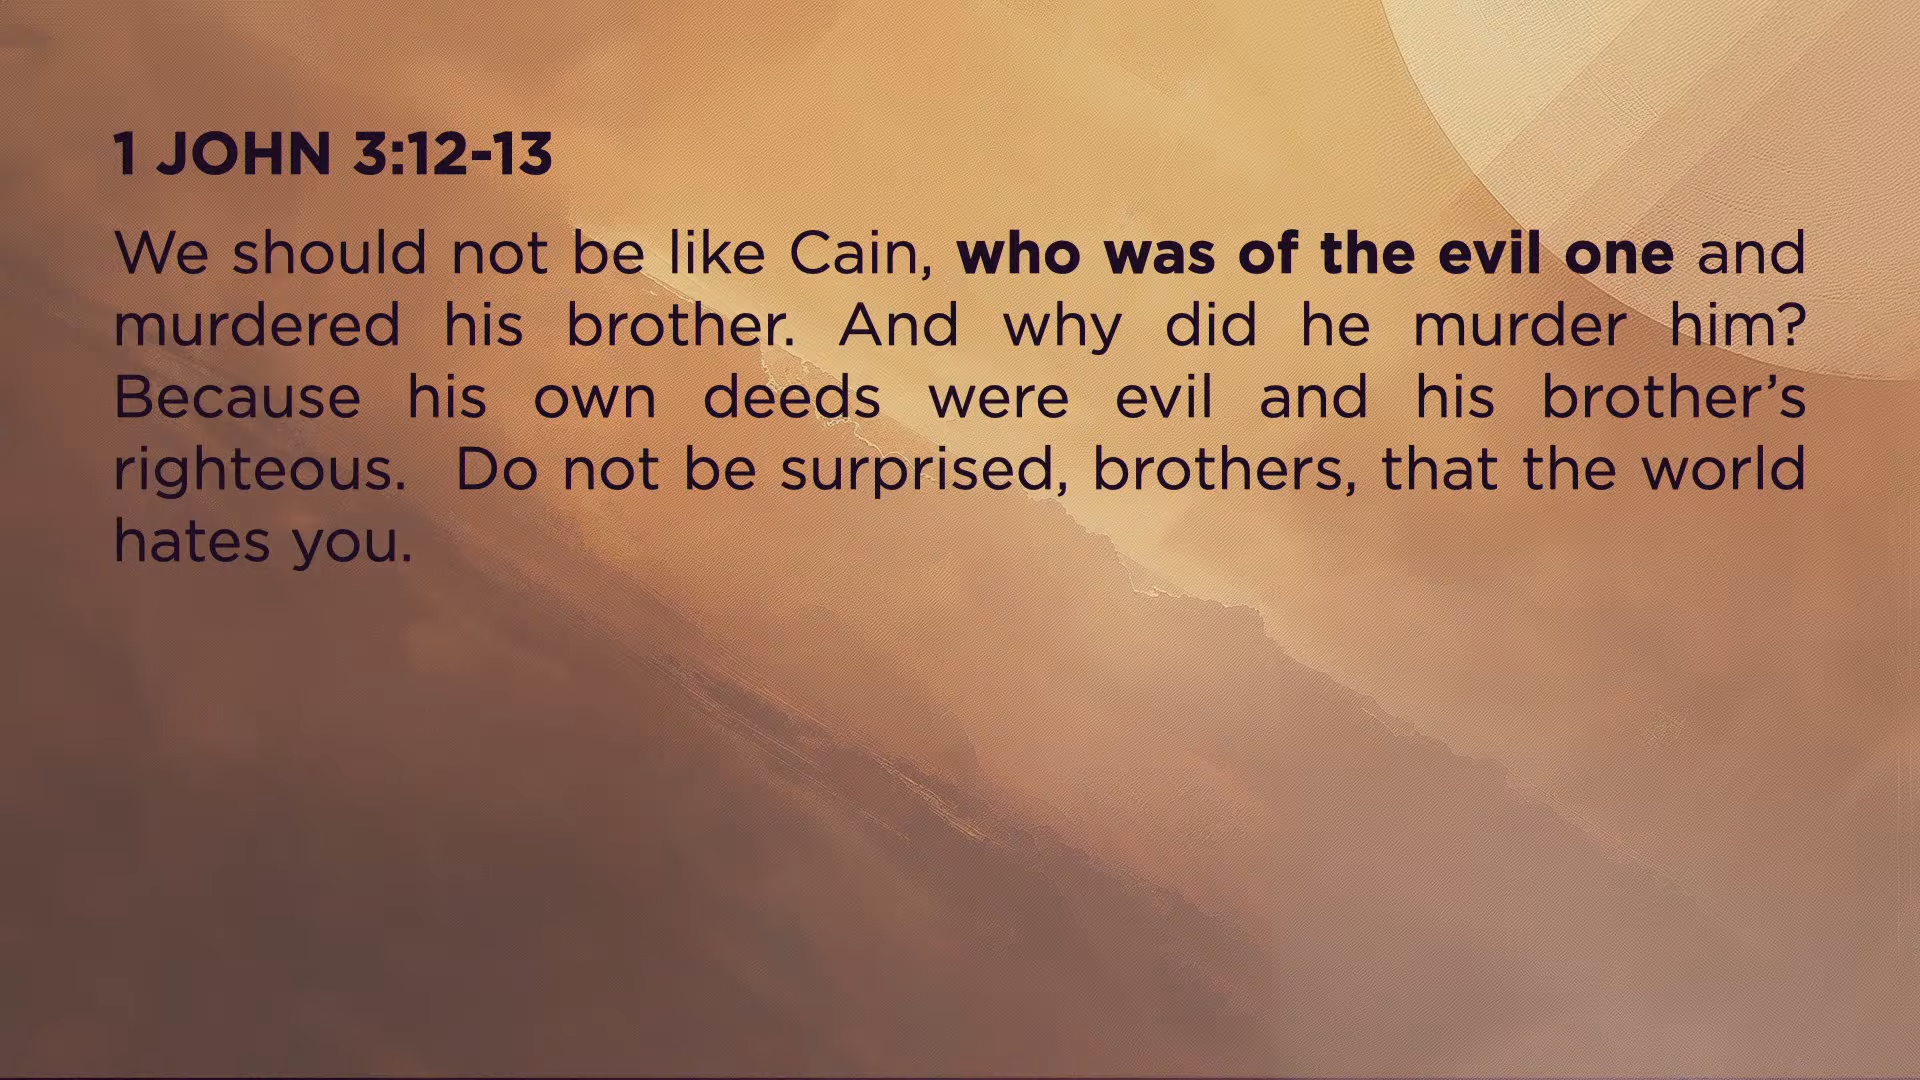 1 JOHN 3:12-13
We should not be like Cain, who was of the evil one and
murdered his brother. And why did he murder him?
Because his own deeds were evil and his brother’s
righteous.  Do not be surprised, brothers, that the world
hates you.